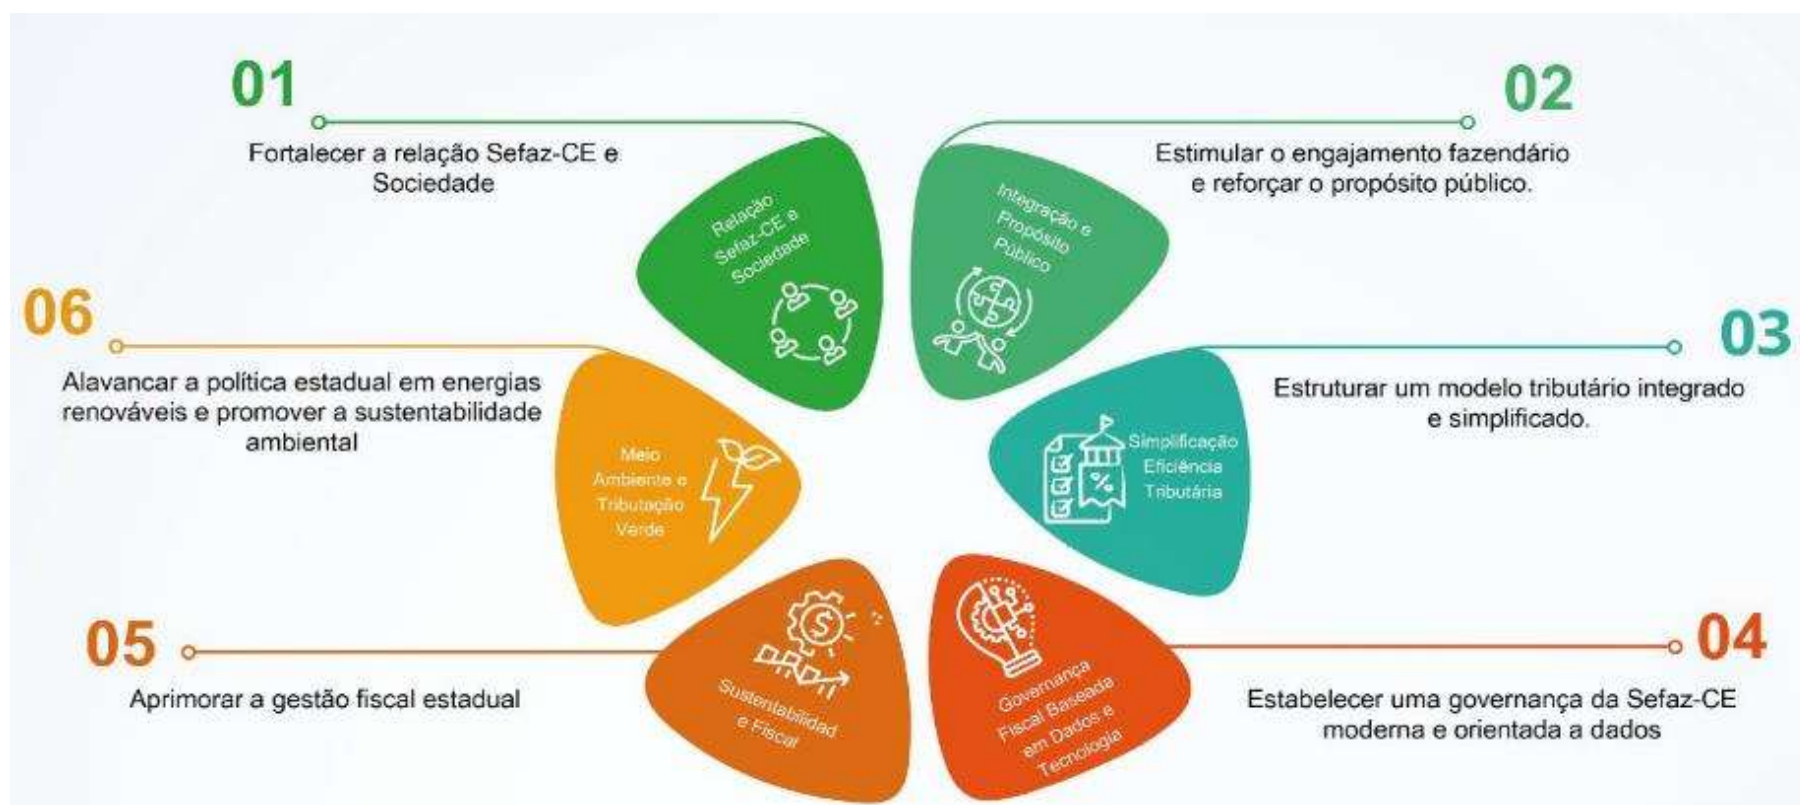 01
Fortalecer a relação Sefaz-CE e
Sociedade
Relação
Sefaz-CE e
Sociedade
02
Estimular o engajamento fazendário
e reforçar o propósito público.
Integração e
Propósito
Público
03
Estruturar um modelo tributário integrado
e simplificado.
Simplificação
Eficiência
Tributária
%
04
Estabelecer uma governança da Sefaz-CE
moderna e orientada a dados
Governança
Fiscal Baseada
em Dados e
Tecnologia
05
Aprimorar a gestão fiscal estadual
$
Sustentabilidad
e Fiscal
06
Alavancar a política estadual em energias
renováveis e promover a sustentabilidade
ambiental
Meio
Ambiente e
Tributação
Verde